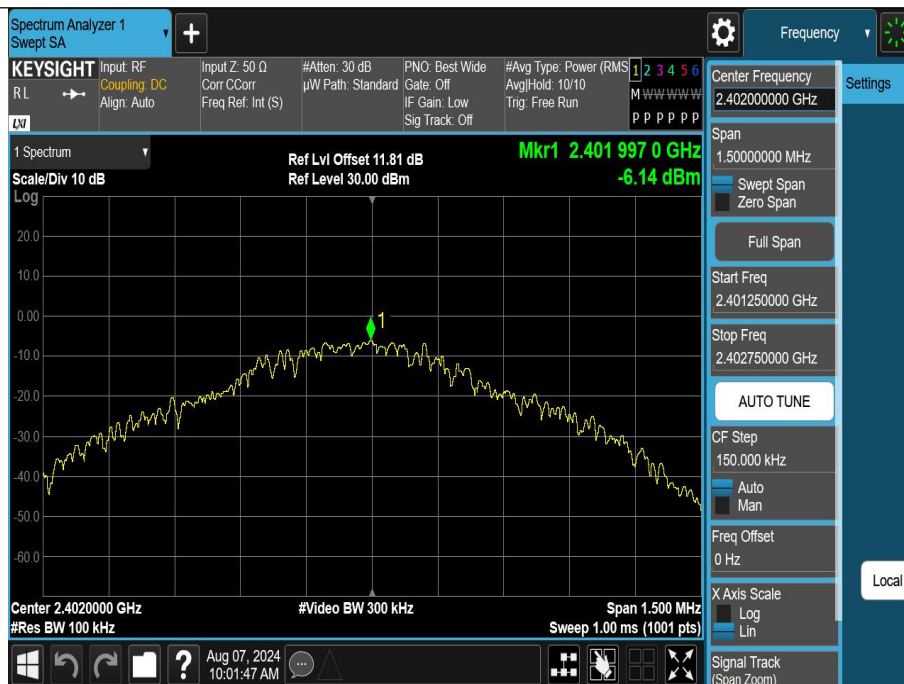 Spectrum Analyzer 1
Swept SA
+
Frequency
KEYSIGHT
R L
LXI
Input: RF
Coupling: DC
Align: Auto
Input Z: 50 Ω
Corr CCorr
Freq Ref: Int (S)
#Atten: 30 dB
µW Path: Standard
PNO: Best Wide
Gate: Off
IF Gain: Low
Sig Track: Off
#Avg Type: Power (RMS
Avg|Hold: 10/10
Trig: Free Run
1 2 3 4 5 6
M W W W W W
P P P P P P
1 Spectrum
Scale/Div 10 dB
Log
Ref Lvl Offset 11.81 dB
Ref Level 30.00 dBm
Mkr1 2.401 997 0 GHz
-6.14 dBm
20.0
10.0
0.00
-10.0
-20.0
-30.0
-40.0
-50.0
-60.0
1
Center 2.4020000 GHz
#Res BW 100 kHz
#Video BW 300 kHz
Span 1.500 MHz
Sweep 1.00 ms (1001 pts)
Center Frequency
2.402000000 GHz
Span
1.50000000 MHz
Swept Span
Zero Span
Full Span
Start Freq
2.401250000 GHz
Stop Freq
2.402750000 GHz
AUTO TUNE
CF Step
150.000 kHz
Auto
Man
Freq Offset
0 Hz
X Axis Scale
Log
Lin
Signal Track
(Span Zoom)
Settings
Local
?
Aug 07, 2024
10:01:47 AM